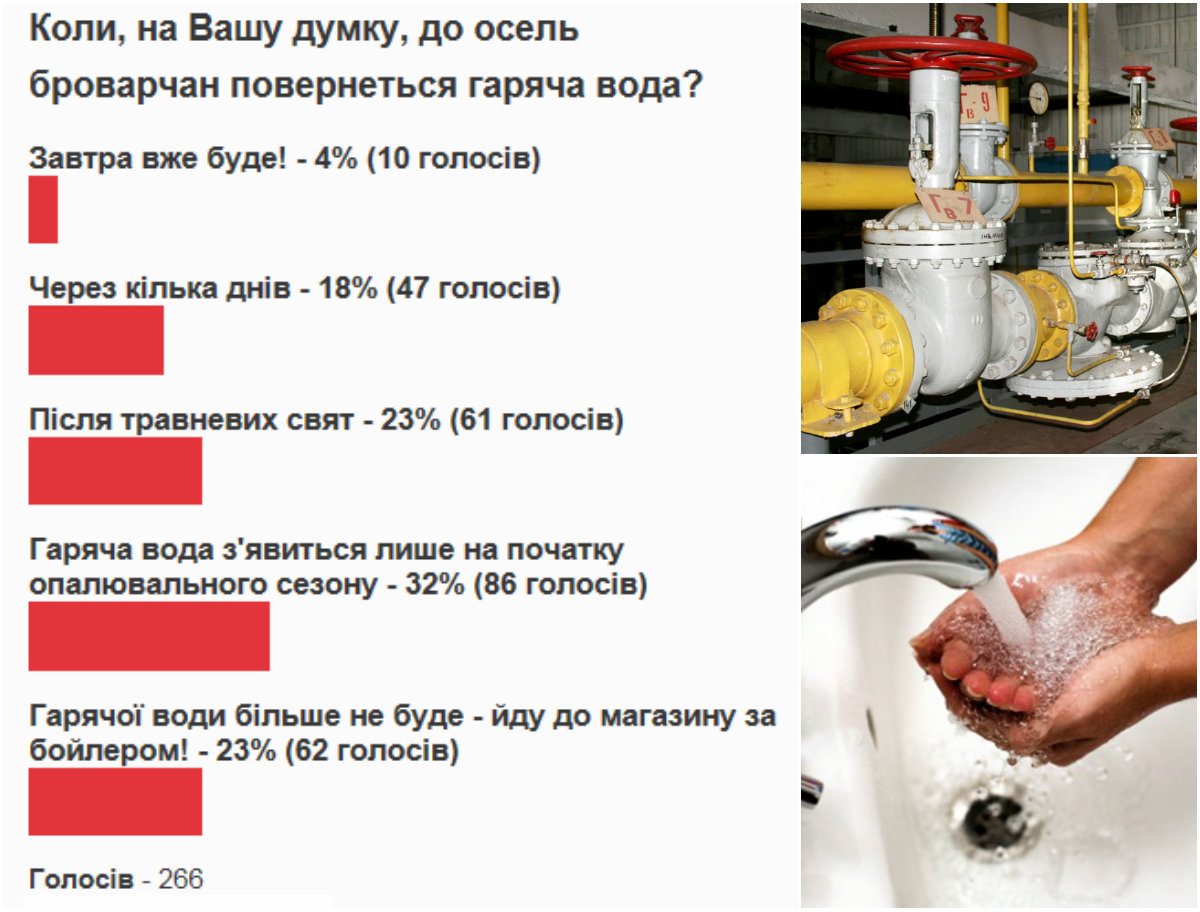 Коли, на Вашу думку, до осель
броварчан повернеться гаряча вода?
Завтра вже буде! - 4% (10 голосів)
Через кілька днів - 18% (47 голосів)
Після травневих свят - 23% (61 голосів)
Гаряча вода з'явиться лише на початку
опалювального сезону - 32% (86 голосів)
Гарячої води більше не буде - йду до магазину за
бойлером! - 23% (62 голосів)
Голосів - 266
Г-9
В
Г-7
В